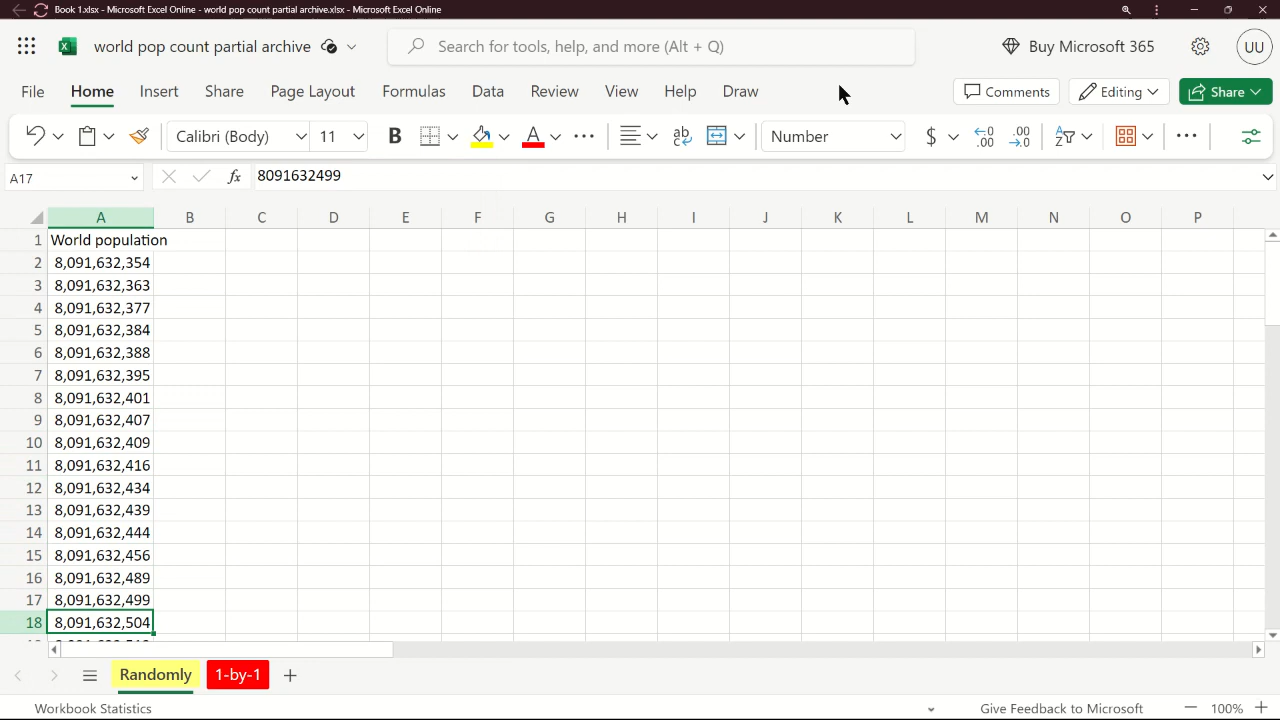 Book 1.xlsx - Microsoft Excel Online - world pop count partial archive.xlsx - Microsoft Excel Online
world pop count partial archive
Search for tools, help, and more (Alt + Q)
Buy Microsoft 365
UU
File Home Insert Share Page Layout Formulas Data Review View Help Draw
Comments Editing Share
Calibri (Body) 11 B A ab Number $ .00 .00
A17 fx 8091632499
A B C D E F G H I J K L M N O P
1 World population
2 8,091,632,354
3 8,091,632,363
4 8,091,632,377
5 8,091,632,384
6 8,091,632,388
7 8,091,632,395
8 8,091,632,401
9 8,091,632,407
10 8,091,632,409
11 8,091,632,416
12 8,091,632,434
13 8,091,632,439
14 8,091,632,444
15 8,091,632,456
16 8,091,632,489
17 8,091,632,499
18 8,091,632,504
Randomly 1-by-1
Workbook Statistics Give Feedback to Microsoft 100%